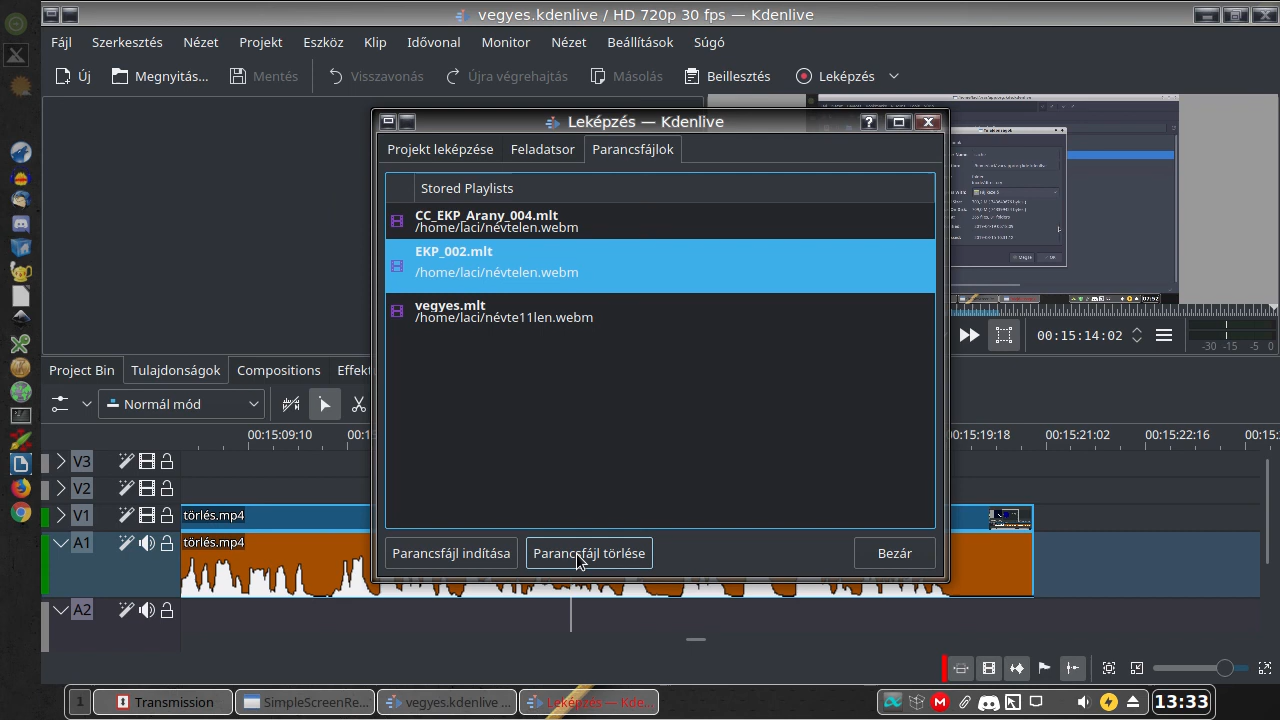 vegyes.kdenlive / HD 720p 30 fps — Kdenlive
Fájl Szerkesztés Nézet Projekt Eszköz Klip Idővonal Monitor Nézet Beállítások Súgó
Új Megnyitás... Mentés Visszavonás Újra végrehajtás Másolás Beillesztés Leképzés
Leképzés — Kdenlive
Projekt leképzése Feladatsor Parancsfájlok
Stored Playlists
CC_EKP_Arany_004.mlt
/home/laci/névtelen.webm
EKP_002.mlt
/home/laci/névtelen.webm
vegyes.mlt
/home/laci/névte11len.webm
Parancsfájl indítása Parancsfájl törlése Bezár
00:15:14:02
-30 -15 -5 0
Project Bin Tulajdonságok Compositions Effekt
Normál mód
00:15:09:10 00:1 00:15:19:18 00:15:21:02 00:15:22:16 00:15:
V3
V2
V1 törlés.mp4
A1 törlés.mp4
A2
1 Transmission SimpleScreenRe... vegyes.kdenlive ... Leképzés — Kde... 13:33